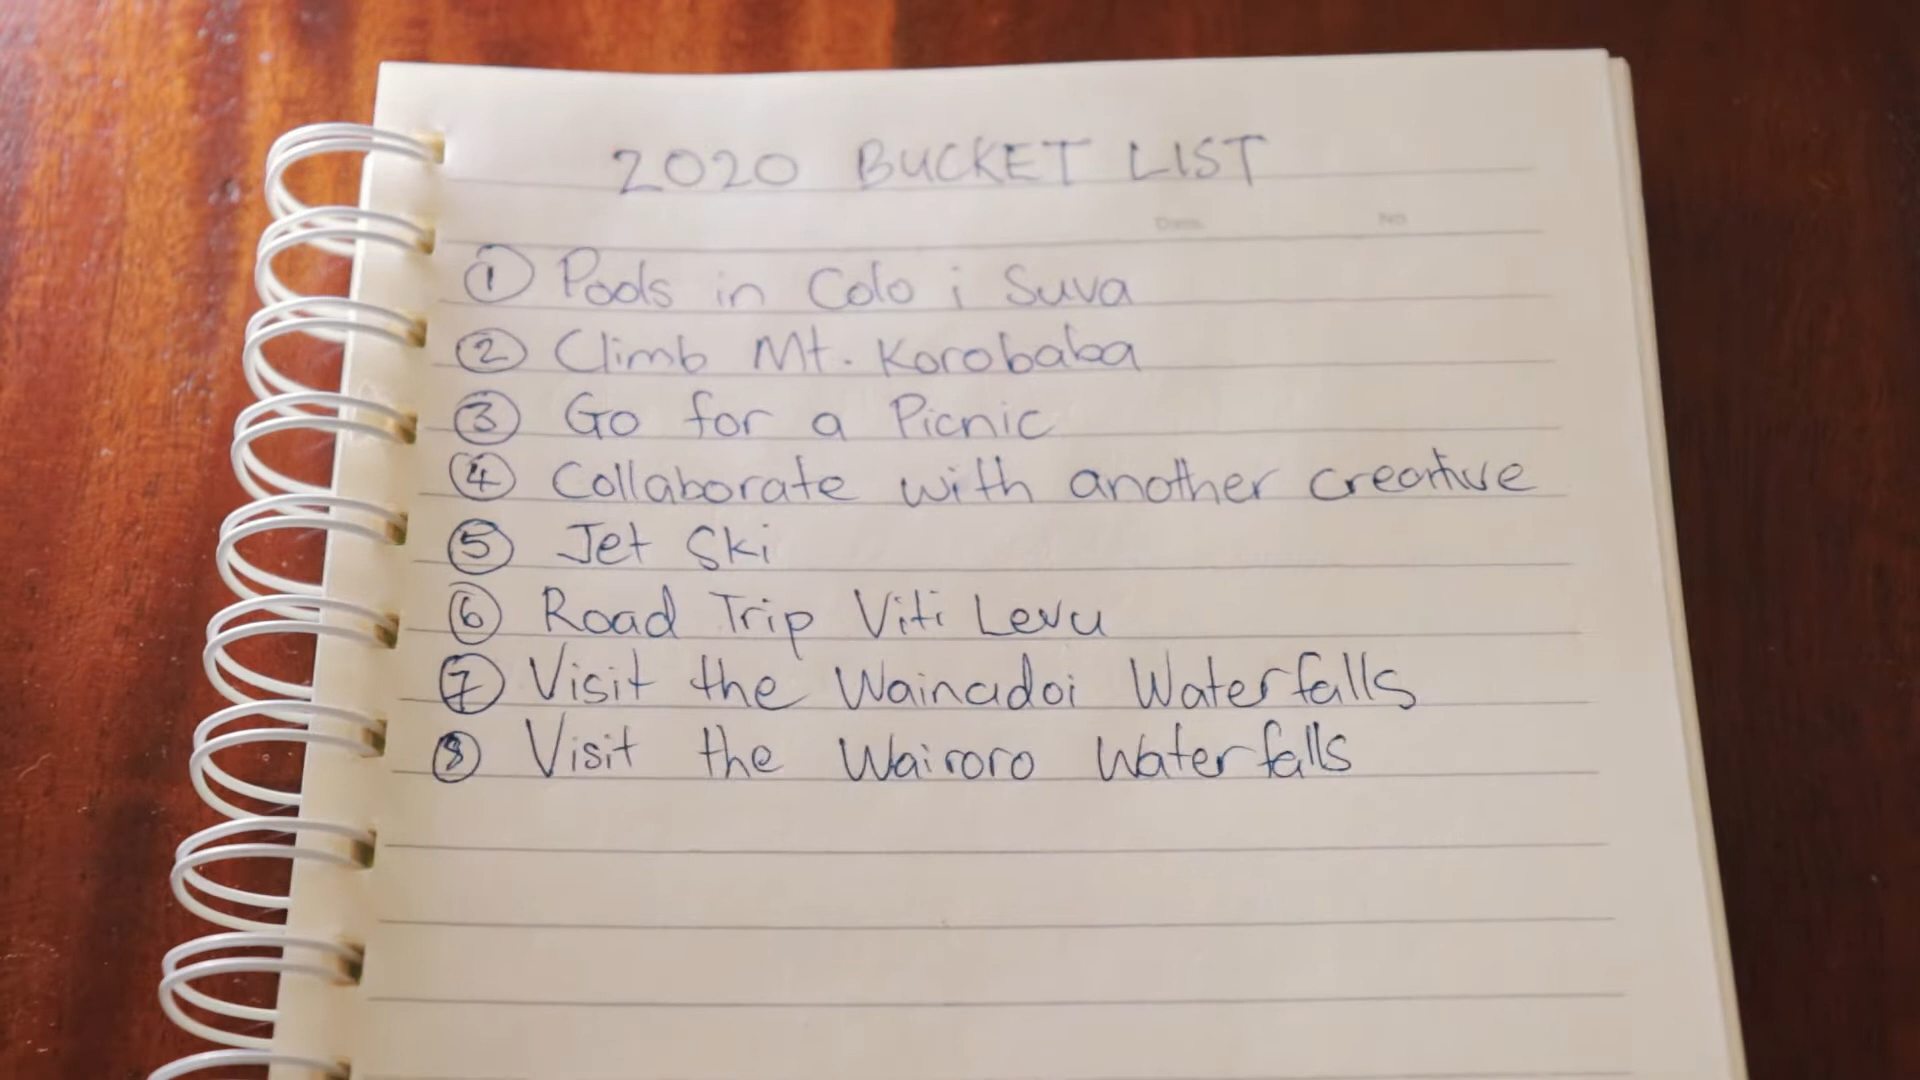 2020 BUCKET LIST
Date No
① Pools in Colo i Suva
② Climb Mt. Korobaba
③ Go for a Picnic
④ Collaborate with another creative
⑤ Jet Ski
⑥ Road Trip Viti Levu
⑦ Visit the Wainadoi Waterfalls
⑧ Visit the Wairoro Waterfalls